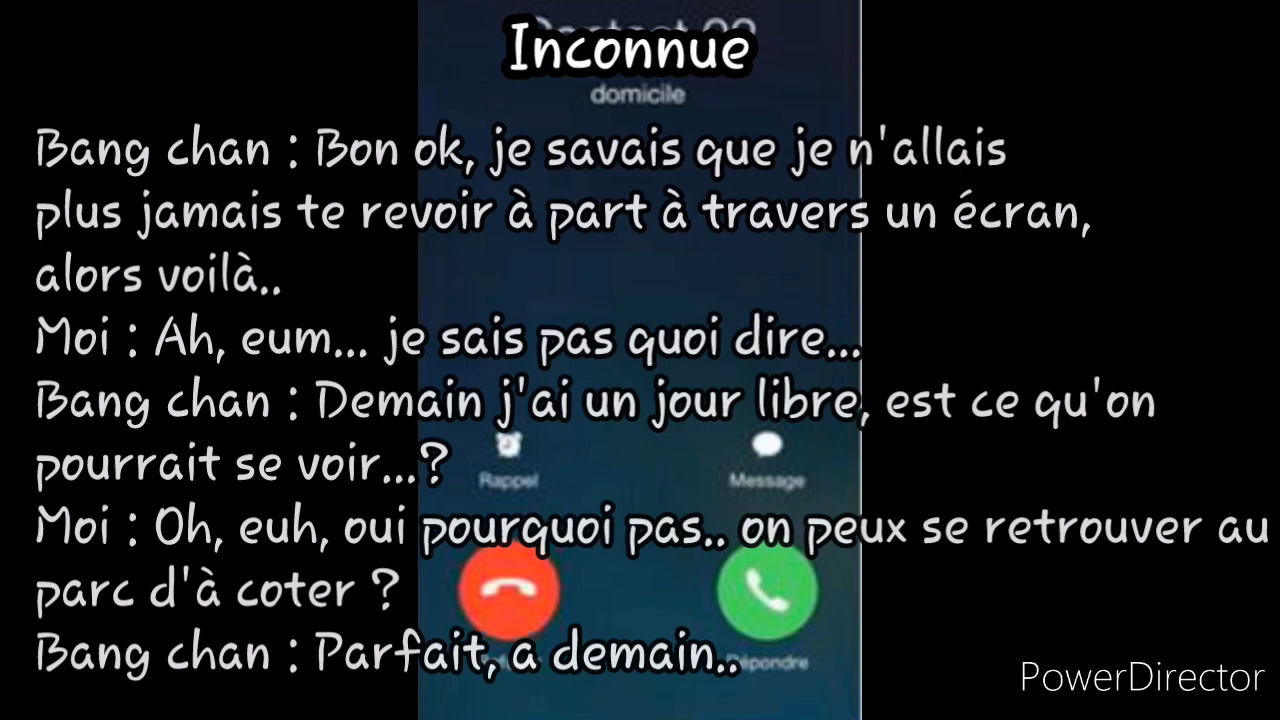 Inconnue
domicile
Bang chan : Bon ok, je savais que je n'allais
plus jamais te revoir à part à travers un écran,
alors voilà..
Moi : Ah, eum... je sais pas quoi dire...
Bang chan : Demain j'ai un jour libre, est ce qu'on
pourrait se voir...?
Rappel Message
Moi : Oh, euh, oui pourquoi pas.. on peux se retrouver au
parc d'à coter ?
Bang chan : Parfait, a demain..
PowerDirector